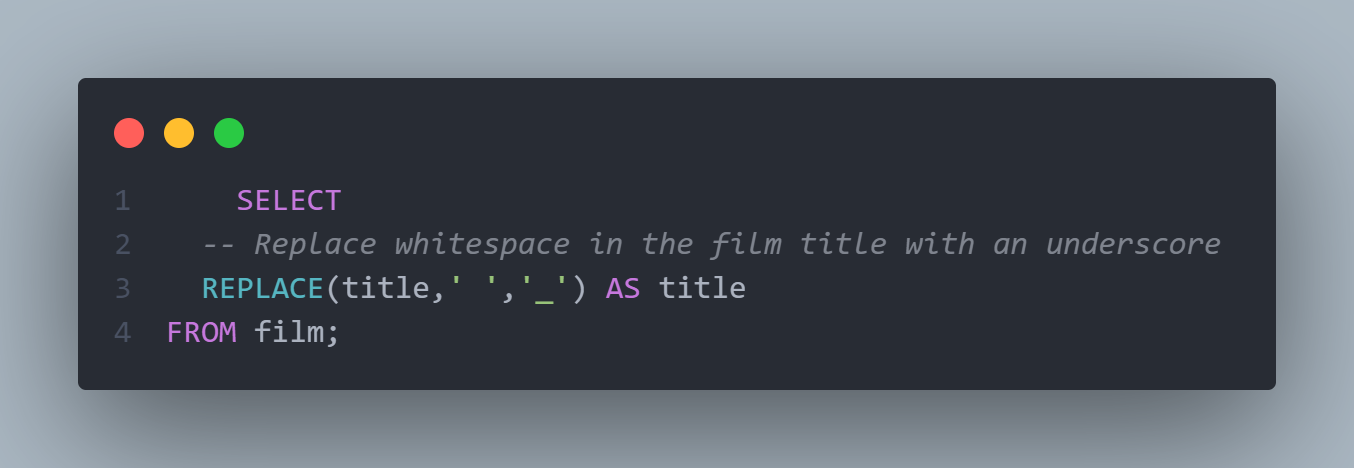 1 SELECT
2 -- Replace whitespace in the film title with an underscore
3 REPLACE(title,' ','_') AS title
4 FROM film;